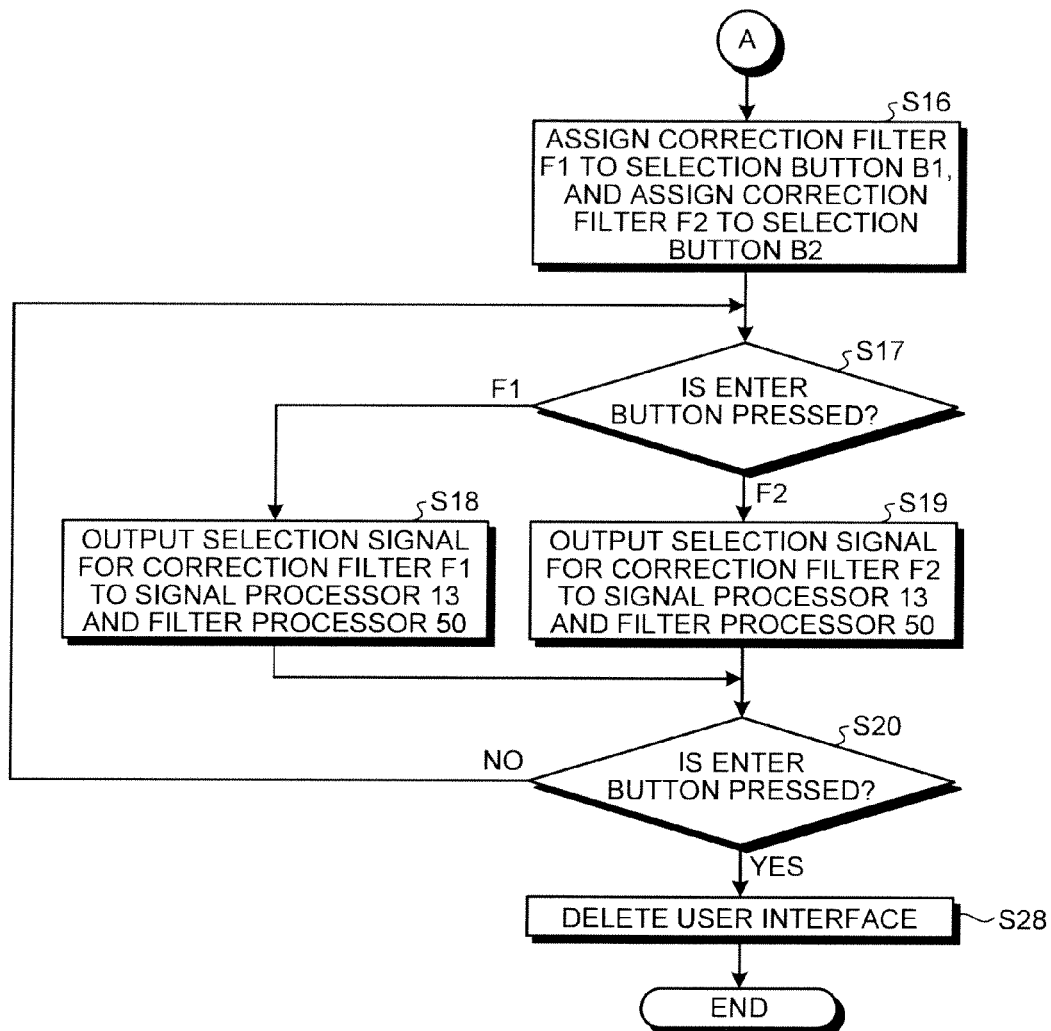 A
S16
ASSIGN CORRECTION FILTER
F1 TO SELECTION BUTTON B1,
AND ASSIGN CORRECTION
FILTER F2 TO SELECTION
BUTTON B2
S17
F1
IS ENTER
BUTTON PRESSED?
F2
S18
OUTPUT SELECTION SIGNAL
FOR CORRECTION FILTER F1
TO SIGNAL PROCESSOR 13
AND FILTER PROCESSOR 50
S19
OUTPUT SELECTION SIGNAL
FOR CORRECTION FILTER F2
TO SIGNAL PROCESSOR 13
AND FILTER PROCESSOR 50
S20
NO
IS ENTER
BUTTON PRESSED?
YES
DELETE USER INTERFACE
S28
END